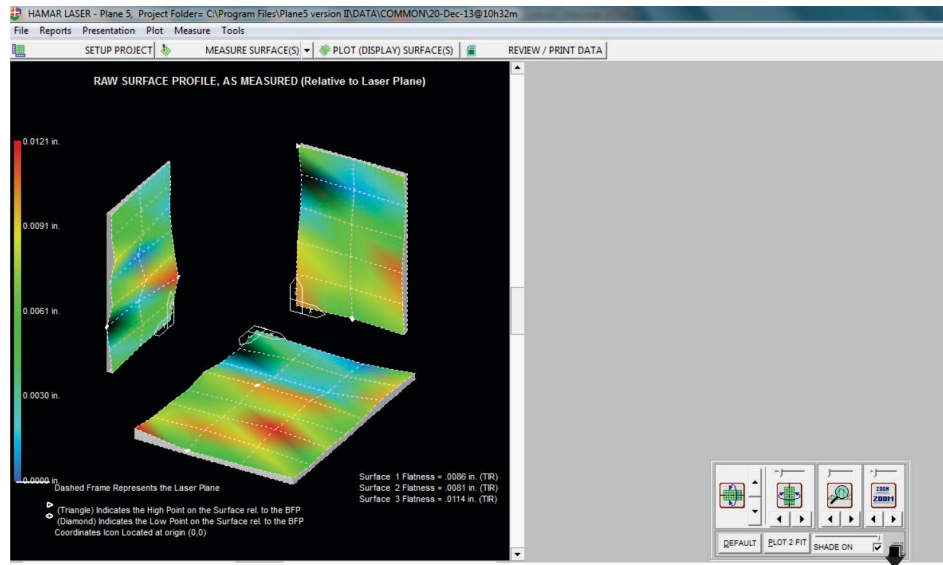 HAMAR LASER - Plane 5, Project Folder= C:\Program Files\Plane5 version II\DATA\COMMON\20-Dec-13@10h32m
File Reports Presentation Plot Measure Tools
SETUP PROJECT MEASURE SURFACE(S) PLOT (DISPLAY) SURFACE(S) REVIEW / PRINT DATA
RAW SURFACE PROFILE, AS MEASURED (Relative to Laser Plane)
0.0121 in.
0.0091 in.
0.0061 in.
0.0030 in.
0.0000 in.
Dashed Frame Represents the Laser Plane
(Triangle) Indicates the High Point on the Surface rel. to the BFP
(Diamond) Indicates the Low Point on the Surface rel. to the BFP
Coordinates Icon Located at origin (0,0)
Surface 1 Flatness = .0086 in. (TIR)
Surface 2 Flatness = .0081 in. (TIR)
Surface 3 Flatness = .0114 in. (TIR)
ZOOM
ZOOM
DEFAULT PLOT 2 FIT SHADE ON